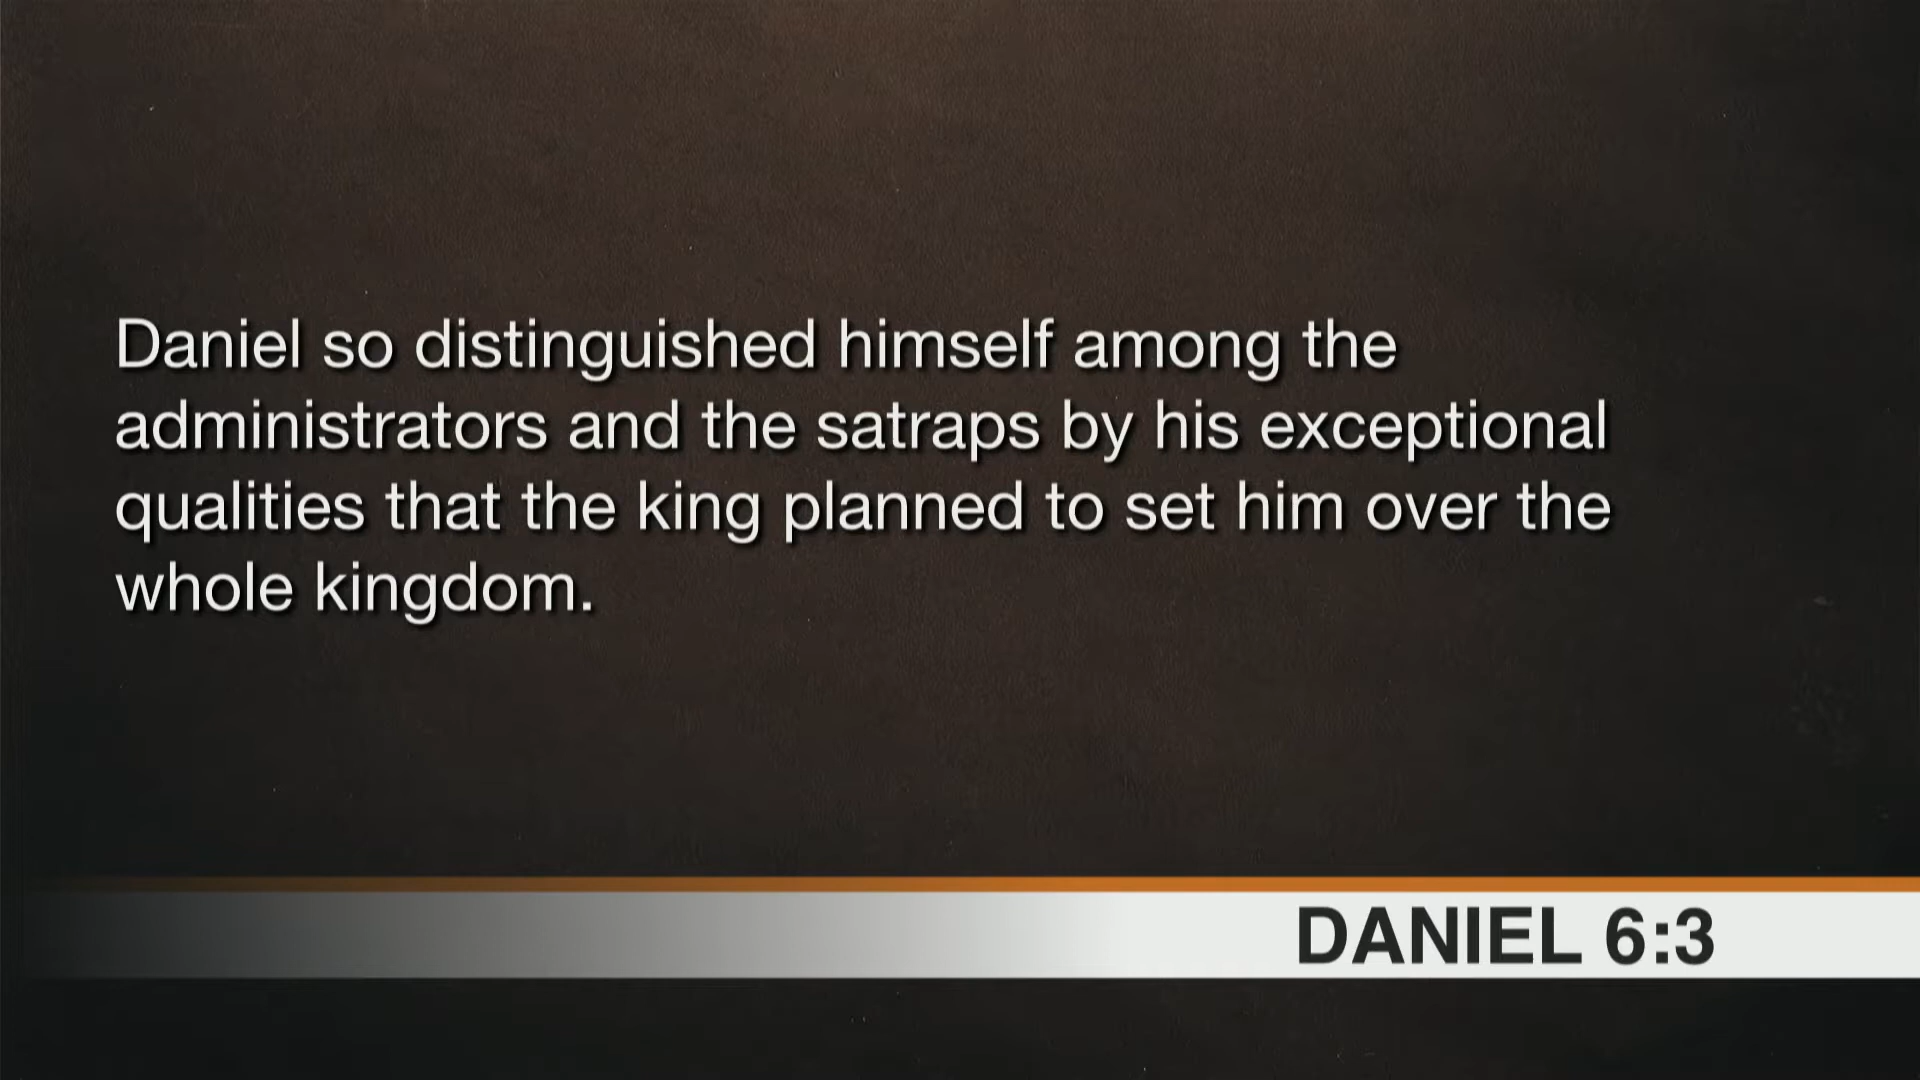 Daniel so distinguished himself among the
administrators and the satraps by his exceptional
qualities that the king planned to set him over the
whole kingdom.
DANIEL 6:3